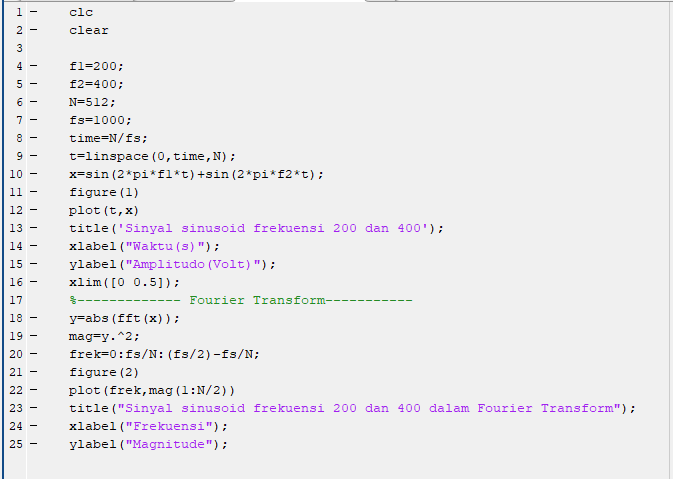 1 - clc
2 - clear
3
4 - f1=200;
5 - f2=400;
6 - N=512;
7 - fs=1000;
8 - time=N/fs;
9 - t=linspace(0,time,N);
10 - x=sin(2*pi*f1*t)+sin(2*pi*f2*t);
11 - figure(1)
12 - plot(t,x)
13 - title('Sinyal sinusoid frekuensi 200 dan 400');
14 - xlabel("Waktu(s)");
15 - ylabel("Amplitudo(Volt)");
16 - xlim([0 0.5]);
17 %------------- Fourier Transform-----------
18 - y=abs(fft(x));
19 - mag=y.^2;
20 - frek=0:fs/N:(fs/2)-fs/N;
21 - figure(2)
22 - plot(frek,mag(1:N/2))
23 - title("Sinyal sinusoid frekuensi 200 dan 400 dalam Fourier Transform");
24 - xlabel("Frekuensi");
25 - ylabel("Magnitude");